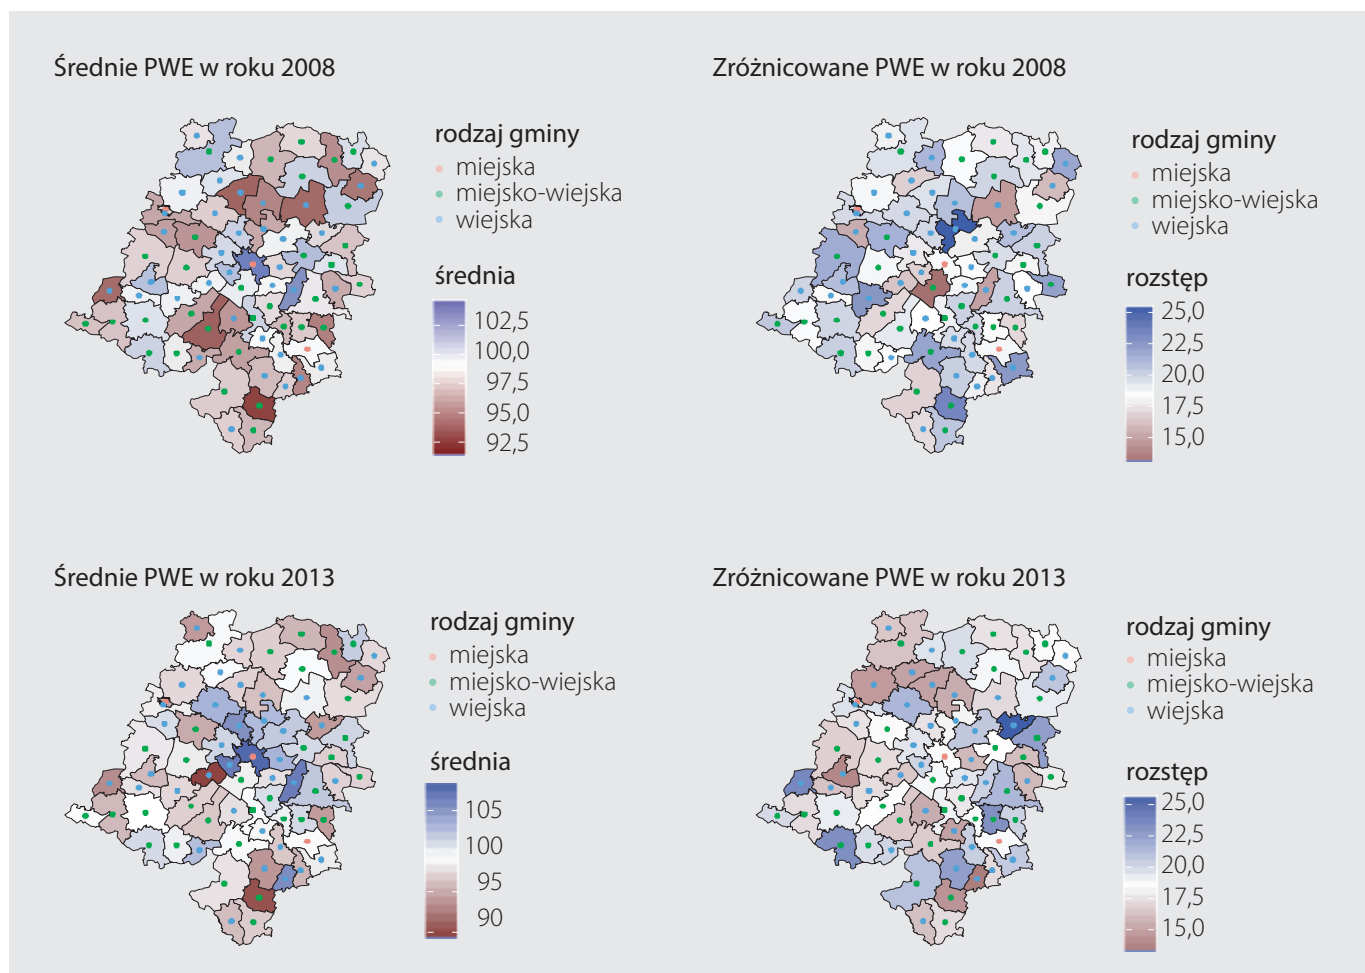 Średnie PWE w roku 2008
rodzaj gminy
miejska
miejsko-wiejska
wiejska
średnia
102,5
100,0
97,5
95,0
92,5
Zróżnicowane PWE w roku 2008
rodzaj gminy
miejska
miejsko-wiejska
wiejska
rozstęp
25,0
22,5
20,0
17,5
15,0
Średnie PWE w roku 2013
rodzaj gminy
miejska
miejsko-wiejska
wiejska
średnia
105
100
95
90
Zróżnicowane PWE w roku 2013
rodzaj gminy
miejska
miejsko-wiejska
wiejska
rozstęp
25,0
22,5
20,0
17,5
15,0